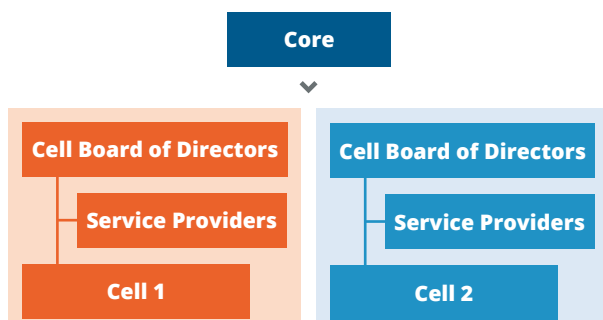 Core
Cell Board of Directors
Service Providers
Cell 1
Cell Board of Directors
Service Providers
Cell 2